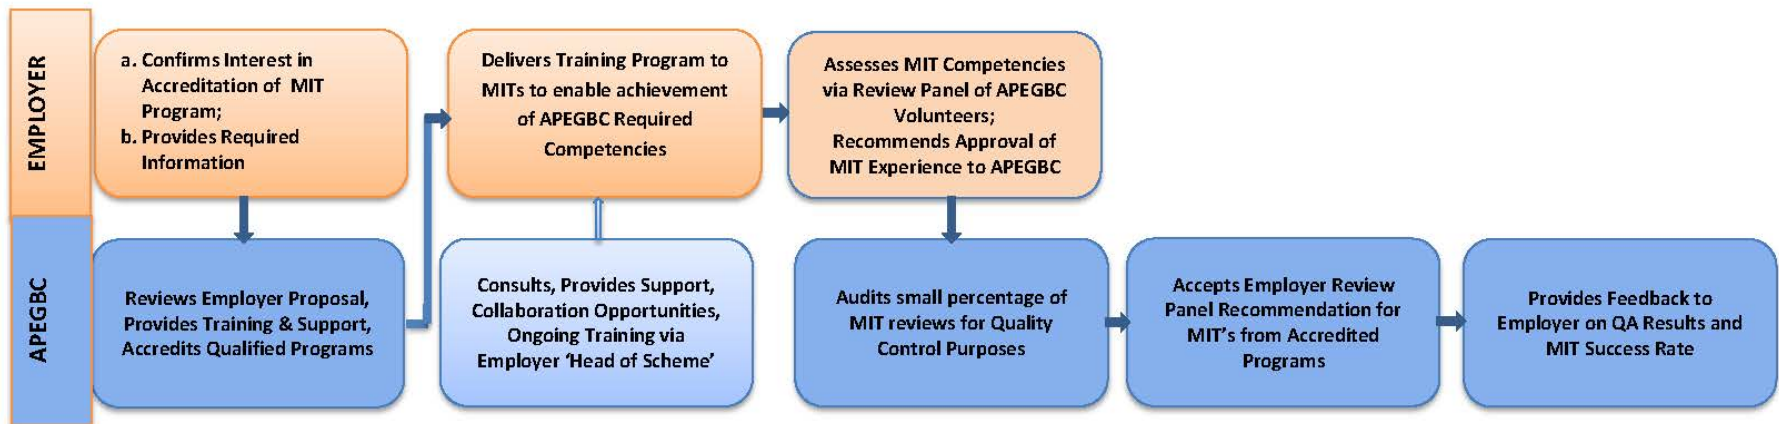 EMPLOYER
a. Confirms Interest in
Accreditation of MIT
Program;
b. Provides Required
Information
Delivers Training Program to
MITs to enable achievement
of APEGBC Required
Competencies
Assesses MIT Competencies
via Review Panel of APEGBC
Volunteers;
Recommends Approval of
MIT Experience to APEGBC
APEGBC
Reviews Employer Proposal,
Provides Training & Support,
Accredits Qualified Programs
Consults, Provides Support,
Collaboration Opportunities,
Ongoing Training via
Employer ‘Head of Scheme’
Audits small percentage of
MIT reviews for Quality
Control Purposes
Accepts Employer Review
Panel Recommendation for
MIT’s from Accredited
Programs
Provides Feedback to
Employer on QA Results and
MIT Success Rate